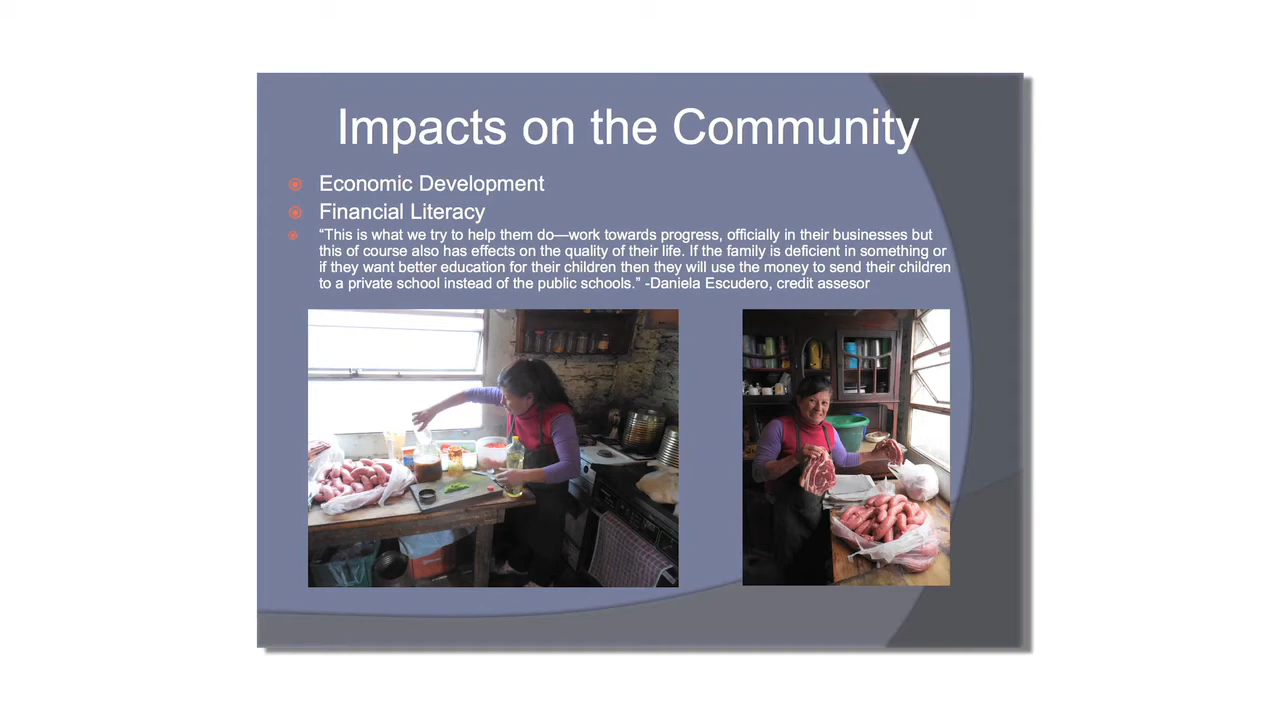 Impacts on the Community
Economic Development
Financial Literacy
“This is what we try to help them do—work towards progress, officially in their businesses but
this of course also has effects on the quality of their life. If the family is deficient in something or
if they want better education for their children then they will use the money to send their children
to a private school instead of the public schools.” -Daniela Escudero, credit assesor